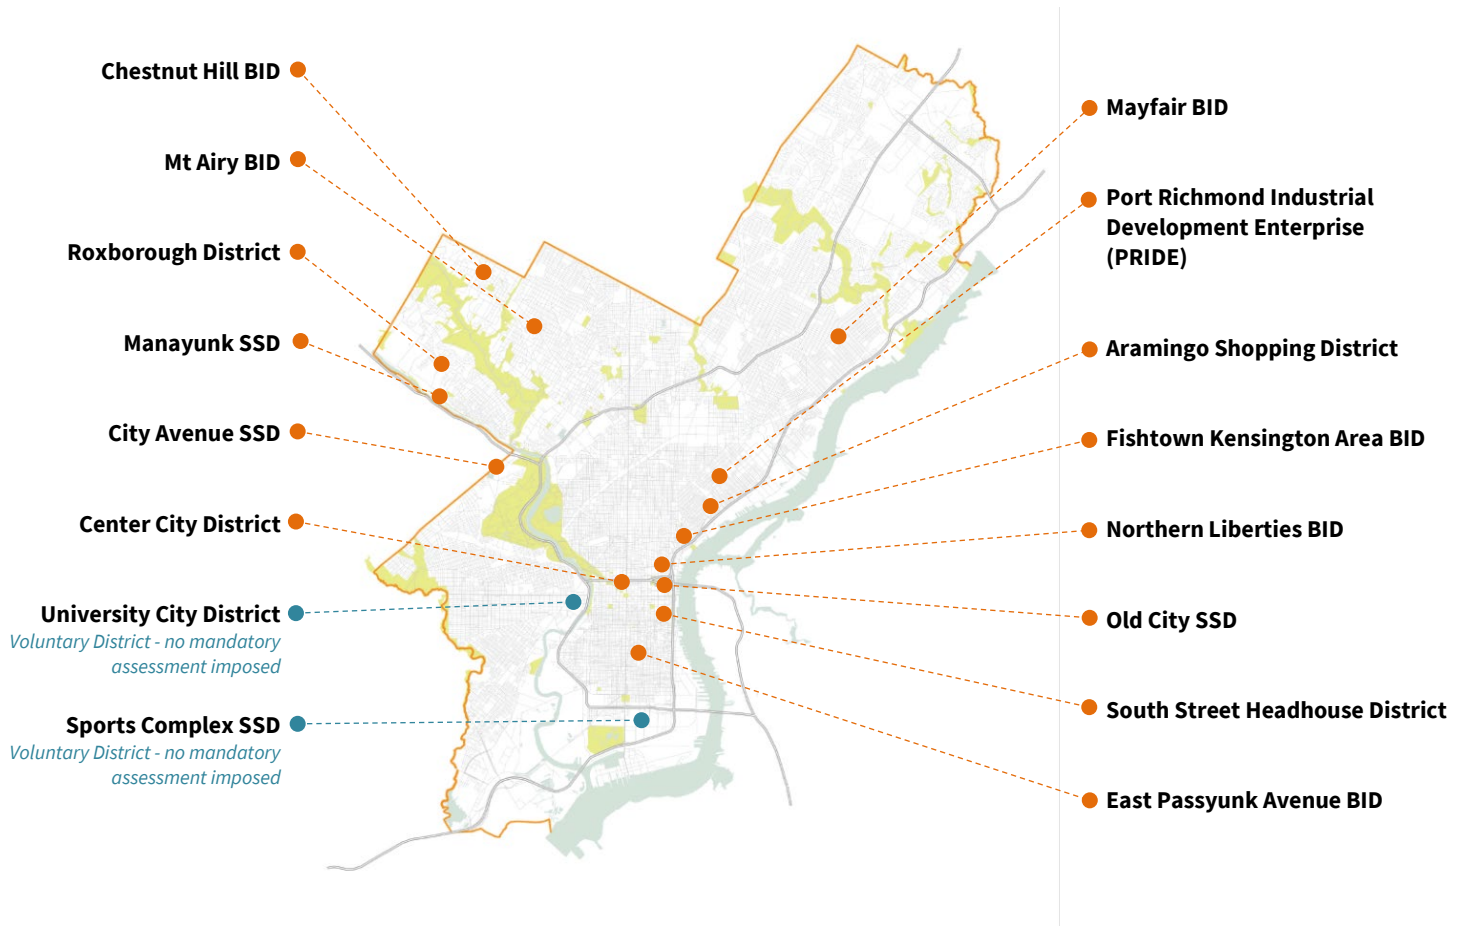 Chestnut Hill BID
Mt Airy BID
Roxborough District
Manayunk SSD
City Avenue SSD
Center City District
University City District
Voluntary District - no mandatory
assessment imposed
Sports Complex SSD
Voluntary District - no mandatory
assessment imposed
Mayfair BID
Port Richmond Industrial
Development Enterprise
(PRIDE)
Aramingo Shopping District
Fishtown Kensington Area BID
Northern Liberties BID
Old City SSD
South Street Headhouse District
East Passyunk Avenue BID